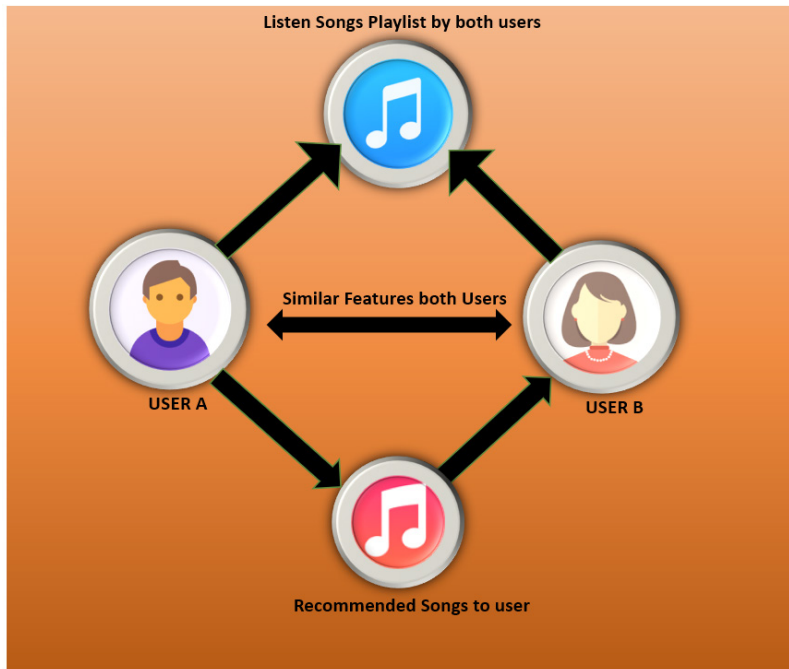 Listen Songs Playlist by both users
Similar Features both Users
USER A
USER B
Recommended Songs to user